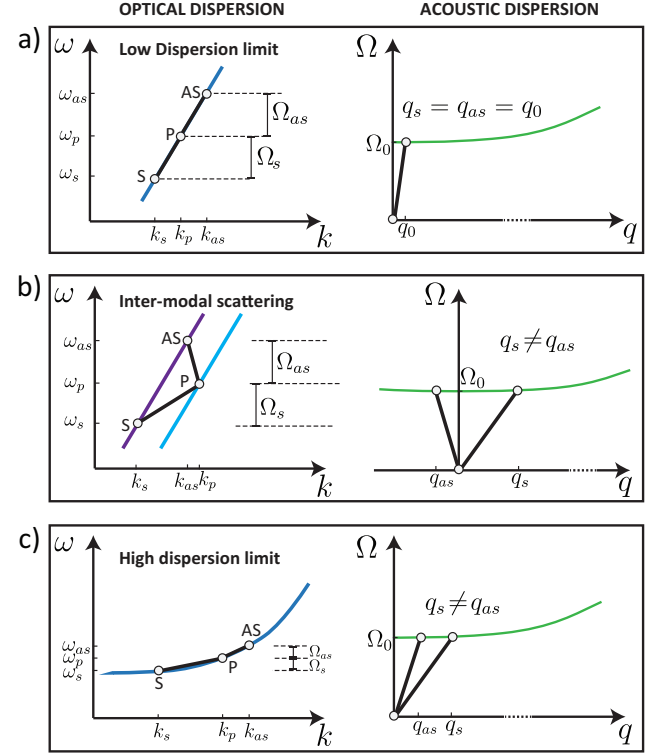 OPTICAL DISPERSION ACOUSTIC DISPERSION
a)
ω Low Dispersion limit
ω_as AS Ω_as
ω_p P
Ω_s
ω_s S
k_s k_p k_as k
Ω
q_s = q_as = q_0
Ω_0
q_0 q
b)
ω Inter-modal scattering
ω_as AS Ω_as
ω_p P
Ω_s
ω_s S
k_s k_as k_p k
Ω
q_s ≠ q_as
Ω_0
q_as q_s q
c)
ω High dispersion limit
ω_as AS Ω_as
ω_p P
Ω_s
ω_s S
k_s k_p k_as k
Ω
q_s ≠ q_as
Ω_0
q_as q_s q